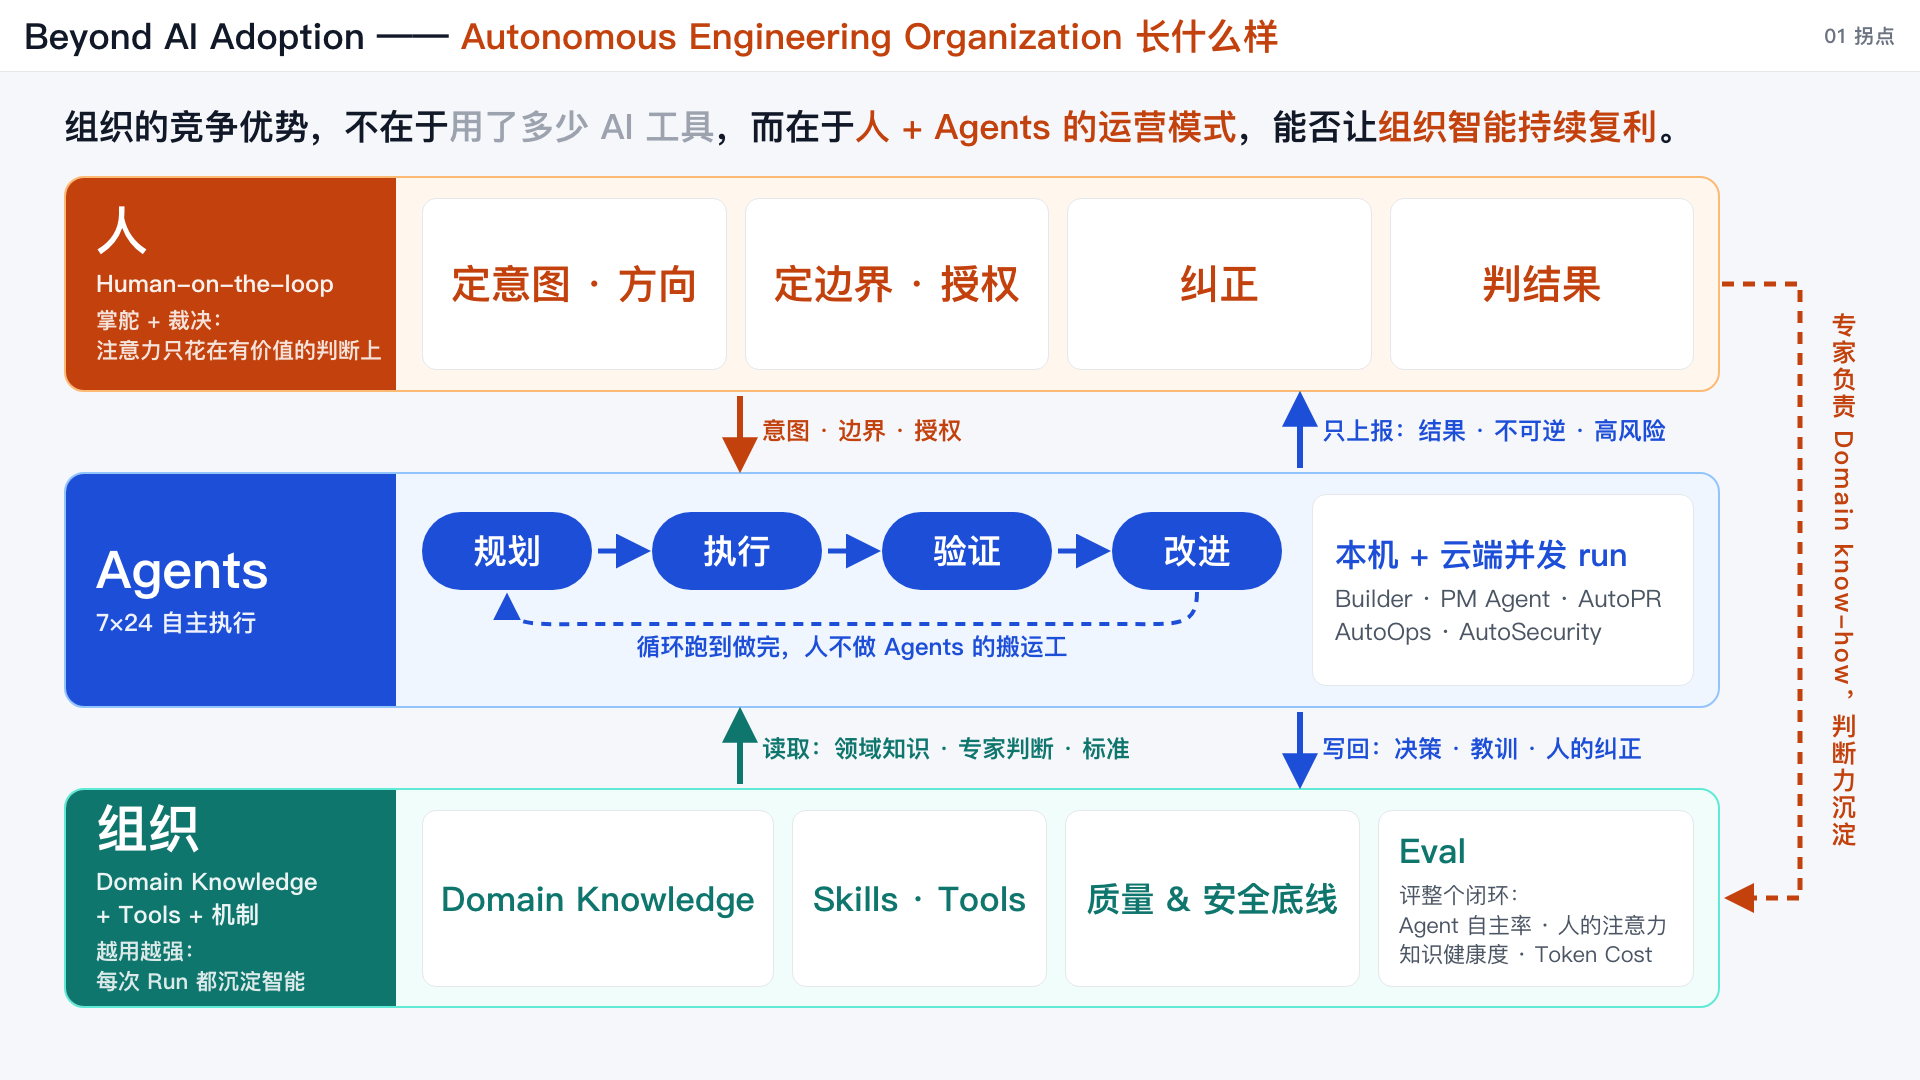 Beyond AI Adoption —— Autonomous Engineering Organization 长什么样
01 拐点
组织的竞争优势，不在于用了多少 AI 工具，而在于人 + Agents 的运营模式，能否让组织智能持续复利。
人
Human-on-the-loop
掌舵 + 裁决：
注意力只花在有价值的判断上
定意图 · 方向
定边界 · 授权
纠正
判结果
意图 · 边界 · 授权
只上报：结果 · 不可逆 · 高风险
Agents
7×24 自主执行
规划
执行
验证
改进
循环跑到做完，人不做 Agents 的搬运工
本机 + 云端并发 run
Builder · PM Agent · AutoPR
AutoOps · AutoSecurity
读取：领域知识 · 专家判断 · 标准
写回：决策 · 教训 · 人的纠正
组织
Domain Knowledge
+ Tools + 机制
越用越强：
每次 Run 都沉淀智能
Domain Knowledge
Skills · Tools
质量 & 安全底线
Eval
评整个闭环：
Agent 自主率 · 人的注意力
知识健康度 · Token Cost
专家负责 Domain know-how，判断力沉淀